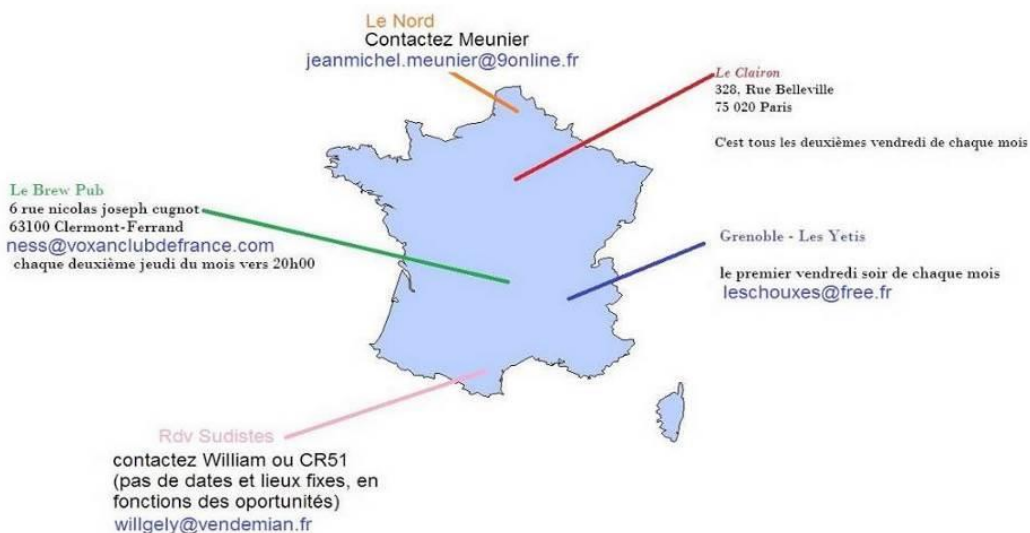 Le Nord
Contactez Meunier
jeanmichel.meunier@9online.fr
Le Clairon
328, Rue Belleville
75 020 Paris
C'est tous les deuxièmes vendredi de chaque mois
Le Brew Pub
6 rue nicolas joseph cugnot
63100 Clermont-Ferrand
ness@voxanclubdefrance.com
chaque deuxième jeudi du mois vers 20h00
Grenoble - Les Yetis
le premier vendredi soir de chaque mois
leschouxes@free.fr
Rdv Sudistes
contactez William ou CR51
(pas de dates et lieux fixes, en
fonctions des oportunités)
willgely@vendemian.fr